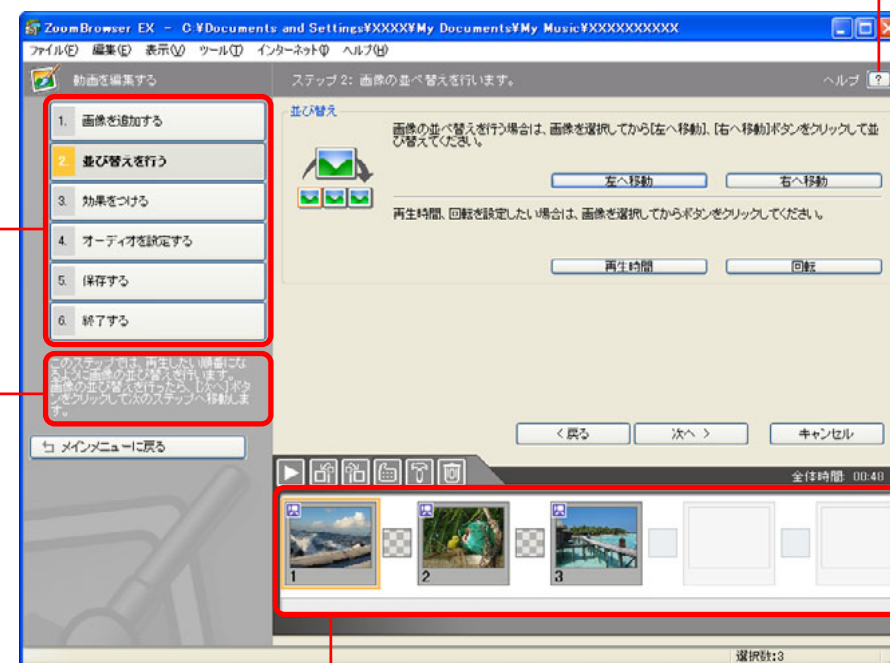 ZoomBrowser EX - C:¥Documents and Settings¥XXXX¥My Documents¥My Music¥XXXXXXXXXX
ファイル(F) 編集(E) 表示(V) ツール(T) インターネット(I) ヘルプ(H)
動画を編集する
ステップ 2: 画像の並べ替えを行います。
ヘルプ ?
1. 画像を追加する
2. 並び替えを行う
3. 効果をつける
4. オーディオを設定する
5. 保存する
6. 終了する
このステップでは、再生したい順番にな
るように画像の並び替えを行います。
画像の並び替えを行ったら、[次へ]ボタ
ンをクリックして次のステップへ移動しま
す。
メインメニューに戻る
並び替え
画像の並べ替えを行う場合は、画像を選択してから[左へ移動]、[右へ移動]ボタンをクリックして並
び替えてください。
左へ移動 右へ移動
再生時間、回転を設定したい場合は、画像を選択してからボタンをクリックしてください。
再生時間 回転
< 戻る 次へ > キャンセル
全体時間: 00:48
1 2 3
選択数:3